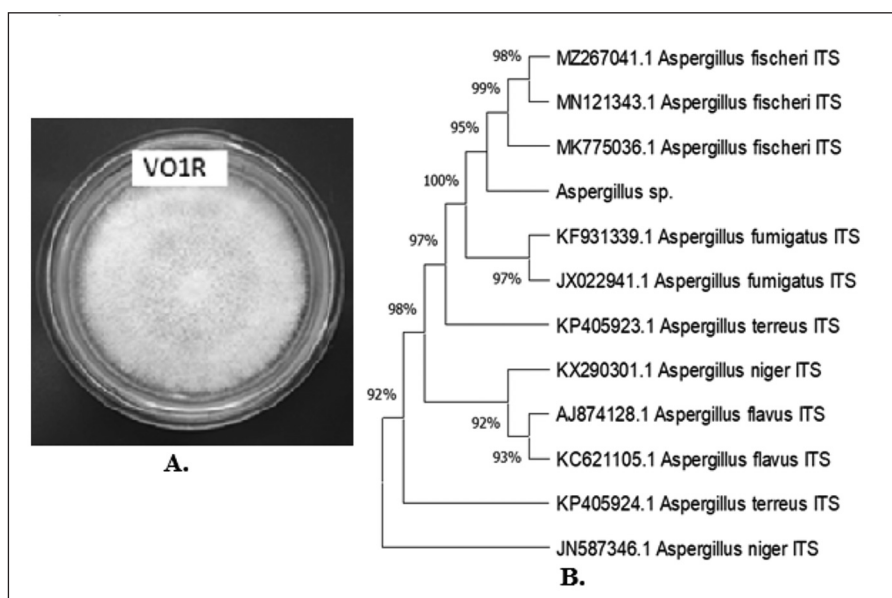 VO1R
A.
98%
MZ267041.1 Aspergillus fischeri ITS
99%
MN121343.1 Aspergillus fischeri ITS
95%
MK775036.1 Aspergillus fischeri ITS
100%
Aspergillus sp.
97%
KF931339.1 Aspergillus fumigatus ITS
97%
JX022941.1 Aspergillus fumigatus ITS
98%
KP405923.1 Aspergillus terreus ITS
92%
KX290301.1 Aspergillus niger ITS
92%
AJ874128.1 Aspergillus flavus ITS
93%
KC621105.1 Aspergillus flavus ITS
KP405924.1 Aspergillus terreus ITS
JN587346.1 Aspergillus niger ITS
B.